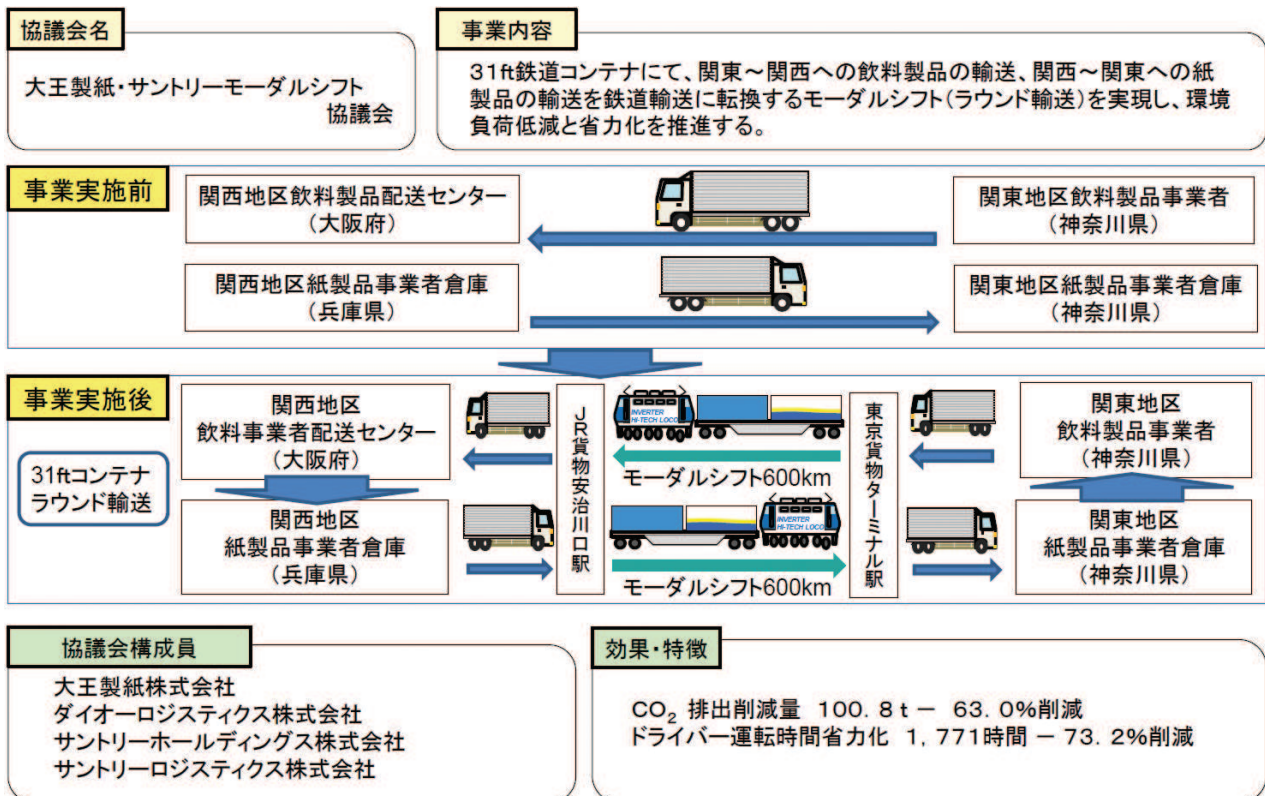 協議会名
大王製紙・サントリーモーダルシフト
協議会
事業内容
31ft鉄道コンテナにて、関東~関西への飲料製品の輸送、関西~関東への紙
製品の輸送を鉄道輸送に転換するモーダルシフト(ラウンド輸送)を実現し、環境
負荷低減と省力化を推進する。
事業実施前
関西地区飲料製品配送センター
(大阪府)
関東地区飲料製品事業者
(神奈川県)
関西地区紙製品事業者倉庫
(兵庫県)
関東地区紙製品事業者倉庫
(神奈川県)
事業実施後
31ftコンテナ
ラウンド輸送
関西地区
飲料事業者配送センター
(大阪府)
関西地区
紙製品事業者倉庫
(兵庫県)
JR貨物安治川口駅
INVERTER
HI-TECH LOCO
モーダルシフト600km
INVERTER
HI-TECH LOCO
モーダルシフト600km
東京貨物ターミナル駅
関東地区
飲料製品事業者
(神奈川県)
関東地区
紙製品事業者倉庫
(神奈川県)
協議会構成員
大王製紙株式会社
ダイオーロジスティクス株式会社
サントリーホールディングス株式会社
サントリーロジスティクス株式会社
効果・特徴
CO₂ 排出削減量 100.8t − 63.0%削減
ドライバー運転時間省力化 1,771時間 − 73.2%削減